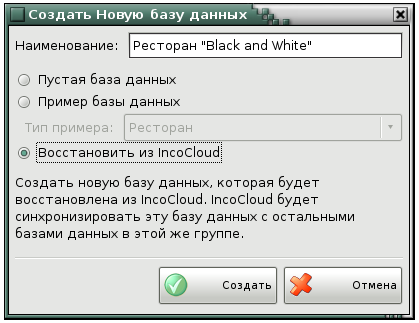 Создать Новую базу данных
Наименование: Ресторан "Black and White"
Пустая база данных
Пример базы данных
Тип примера: Ресторан
Восстановить из IncoCloud
Создать новую базу данных, которая будет
восстановлена из IncoCloud. IncoCloud будет
синхронизировать эту базу данных с остальными
базами данных в этой же группе.
Создать Отмена